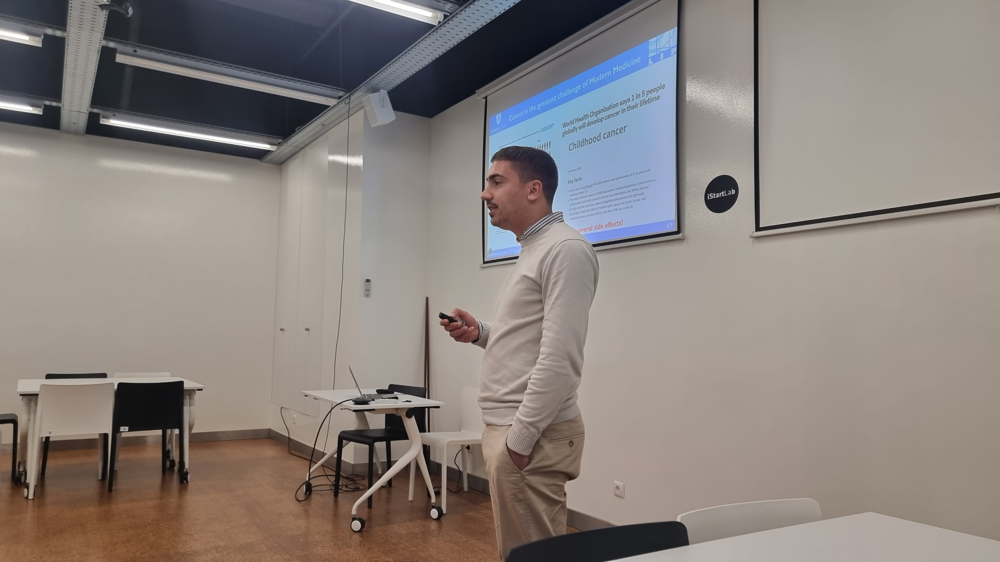 Cancer is the greatest challenge of Modern Medicine
LIP
World Health Organization says 1 in 5 people
globally will develop cancer in their lifetime
Childhood cancer
4 February 2025
Key facts
• Each year, an estimated 400 000 children and adolescents of 0–19 years old
develop cancer (1).
• The most common types of childhood cancer include leukemias, brain tumours,
lymphomas, and solid tumours such as neuroblastoma and Wilms tumour.
• In high-income countries, where comprehensive services are generally
accessible, more than 80% of children with cancer are cured. In low- and
middle-income countries (LMICs), less than 30% are cured (2).
several side effects!
2/7
iStartLab